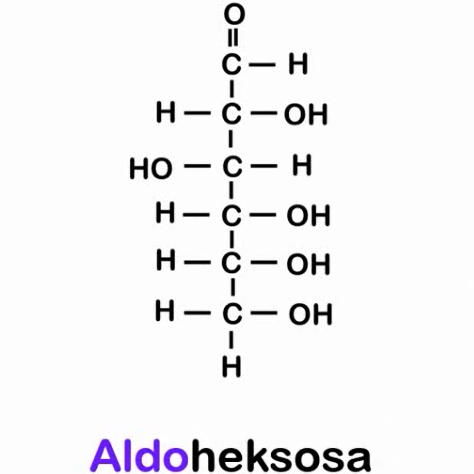 O
C H
H C OH
HO C H
H C OH
H C OH
H C OH
H
Aldoheksosa